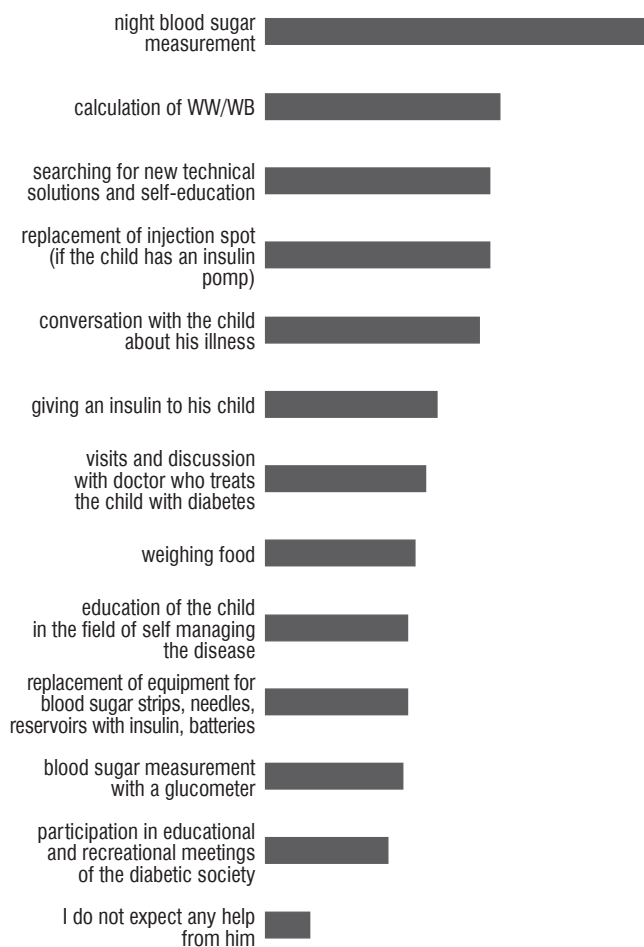 night blood sugar
measurement
calculation of WW/WB
searching for new technical
solutions and self-education
replacement of injection spot
(if the child has an insulin
pomp)
conversation with the child
about his illness
giving an insulin to his child
visits and discussion
with doctor who treats
the child with diabetes
weighing food
education of the child
in the field of self managing
the disease
replacement of equipment for
blood sugar strips, needles,
reservoirs with insulin, batteries
blood sugar measurement
with a glucometer
participation in educational
and recreational meetings
of the diabetic society
I do not expect any help
from him